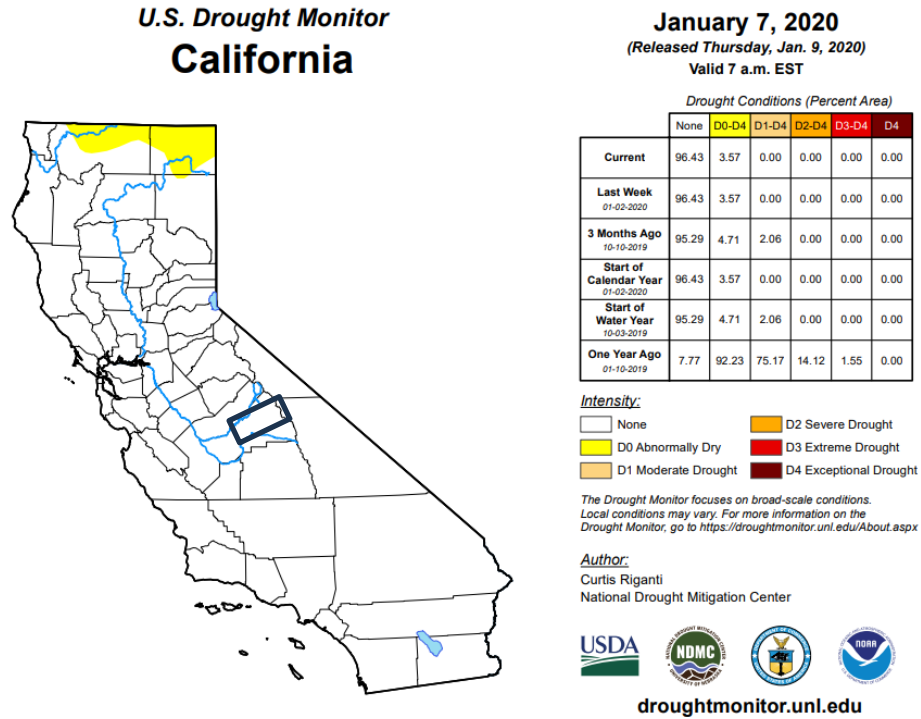 U.S. Drought Monitor
California
January 7, 2020
(Released Thursday, Jan. 9, 2020)
Valid 7 a.m. EST
Drought Conditions (Percent Area)
None D0-D4 D1-D4 D2-D4 D3-D4 D4
Current 96.43 3.57 0.00 0.00 0.00 0.00
Last Week 96.43 3.57 0.00 0.00 0.00 0.00
01-02-2020
3 Months Ago 95.29 4.71 2.06 0.00 0.00 0.00
10-10-2019
Start of
Calendar Year 96.43 3.57 0.00 0.00 0.00 0.00
01-02-2020
Start of
Water Year 95.29 4.71 2.06 0.00 0.00 0.00
10-03-2019
One Year Ago 7.77 92.23 75.17 14.12 1.55 0.00
01-10-2019
Intensity:
None
D0 Abnormally Dry
D1 Moderate Drought
D2 Severe Drought
D3 Extreme Drought
D4 Exceptional Drought
The Drought Monitor focuses on broad-scale conditions.
Local conditions may vary. For more information on the
Drought Monitor, go to https://droughtmonitor.unl.edu/About.aspx
Author:
Curtis Riganti
National Drought Mitigation Center
USDA
NDMC
NOAA
droughtmonitor.unl.edu